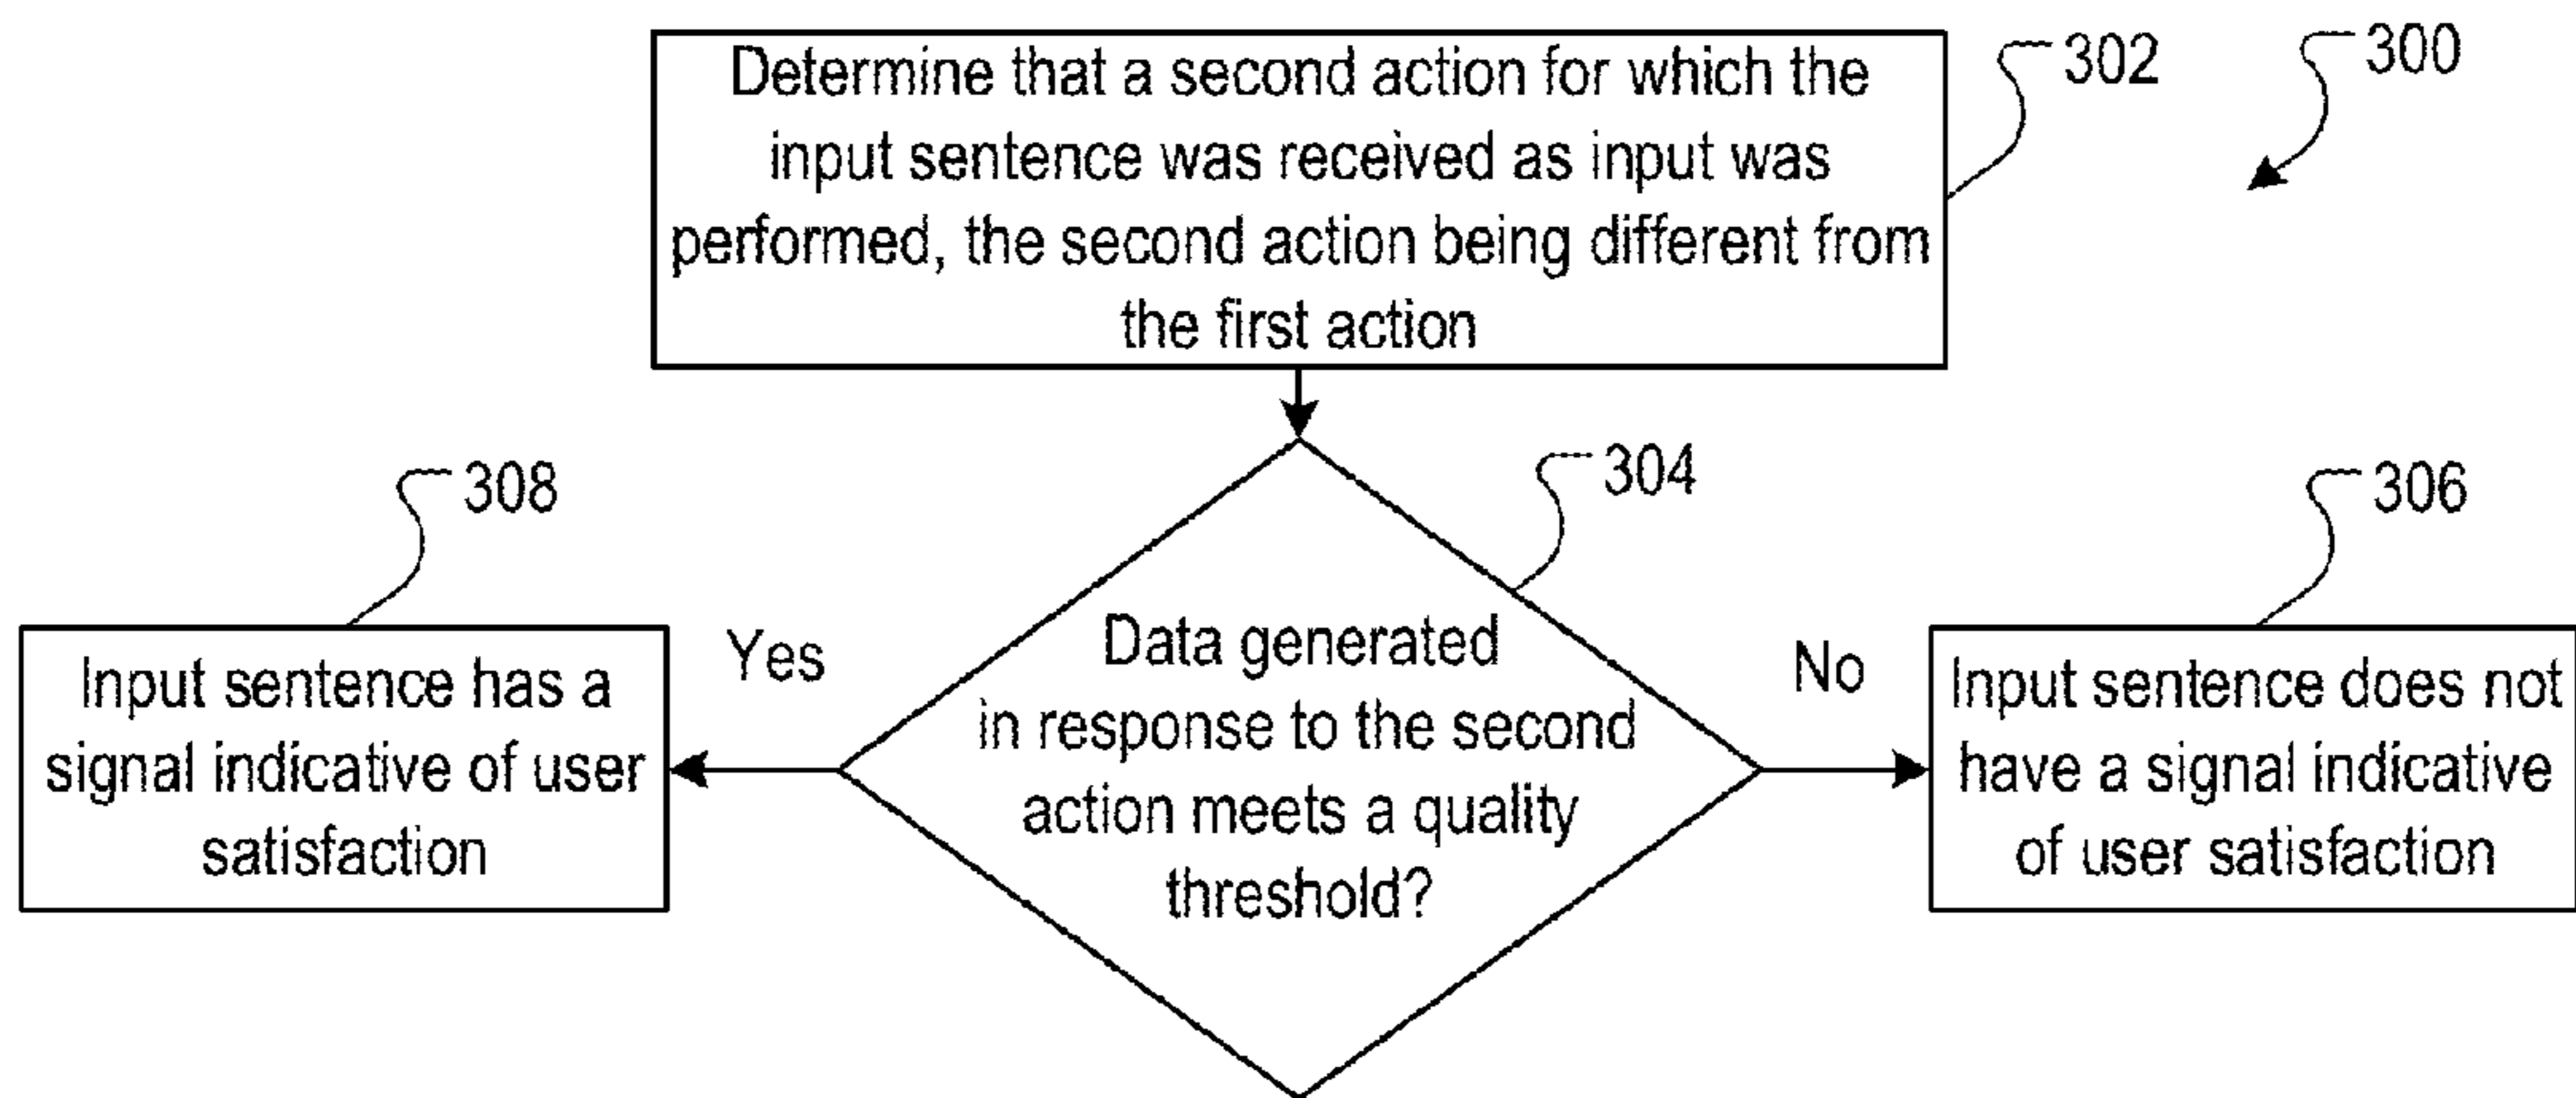 Determine that a second action for which the
input sentence was received as input was
performed, the second action being different from
the first action
302
300
304
308
306
Yes
No
Data generated
in response to the second
action meets a quality
threshold?
Input sentence has a
signal indicative of user
satisfaction
Input sentence does not
have a signal indicative
of user satisfaction